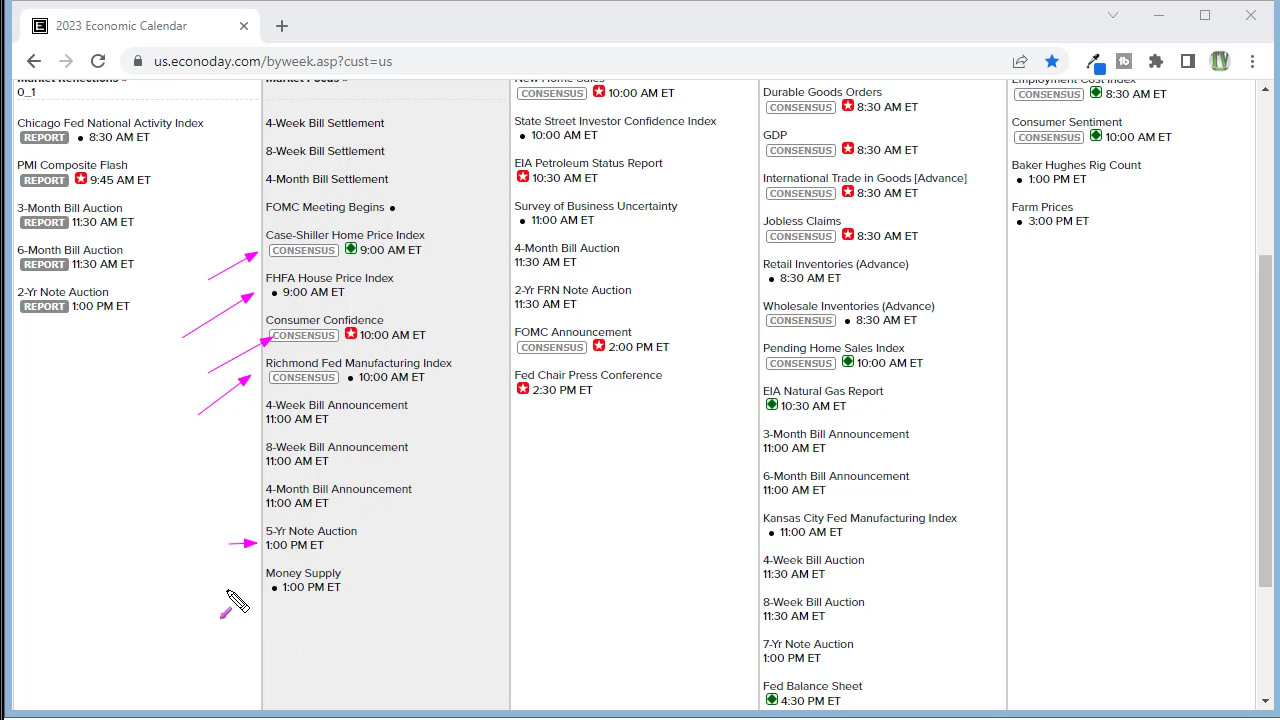 2023 Economic Calendar
us.econoday.com/byweek.asp?cust=us
Market Reflections
0_1
Chicago Fed National Activity Index
REPORT 8:30 AM ET
PMI Composite Flash
REPORT 9:45 AM ET
3-Month Bill Auction
REPORT 11:30 AM ET
6-Month Bill Auction
REPORT 11:30 AM ET
2-Yr Note Auction
REPORT 1:00 PM ET
Market Focus
4-Week Bill Settlement
8-Week Bill Settlement
4-Month Bill Settlement
FOMC Meeting Begins
Case-Shiller Home Price Index
CONSENSUS 9:00 AM ET
FHFA House Price Index
9:00 AM ET
Consumer Confidence
CONSENSUS 10:00 AM ET
Richmond Fed Manufacturing Index
CONSENSUS 10:00 AM ET
4-Week Bill Announcement
11:00 AM ET
8-Week Bill Announcement
11:00 AM ET
4-Month Bill Announcement
11:00 AM ET
5-Yr Note Auction
1:00 PM ET
Money Supply
1:00 PM ET
New Home Sales
CONSENSUS 10:00 AM ET
State Street Investor Confidence Index
10:00 AM ET
EIA Petroleum Status Report
10:30 AM ET
Survey of Business Uncertainty
11:00 AM ET
4-Month Bill Auction
11:30 AM ET
2-Yr FRN Note Auction
11:30 AM ET
FOMC Announcement
CONSENSUS 2:00 PM ET
Fed Chair Press Conference
2:30 PM ET
Durable Goods Orders
CONSENSUS 8:30 AM ET
GDP
CONSENSUS 8:30 AM ET
International Trade in Goods [Advance]
CONSENSUS 8:30 AM ET
Jobless Claims
CONSENSUS 8:30 AM ET
Retail Inventories (Advance)
8:30 AM ET
Wholesale Inventories (Advance)
CONSENSUS 8:30 AM ET
Pending Home Sales Index
CONSENSUS 10:00 AM ET
EIA Natural Gas Report
10:30 AM ET
3-Month Bill Announcement
11:00 AM ET
6-Month Bill Announcement
11:00 AM ET
Kansas City Fed Manufacturing Index
11:00 AM ET
4-Week Bill Auction
11:30 AM ET
8-Week Bill Auction
11:30 AM ET
7-Yr Note Auction
1:00 PM ET
Fed Balance Sheet
4:30 PM ET
Employment Cost Index
CONSENSUS 8:30 AM ET
Consumer Sentiment
CONSENSUS 10:00 AM ET
Baker Hughes Rig Count
1:00 PM ET
Farm Prices
3:00 PM ET